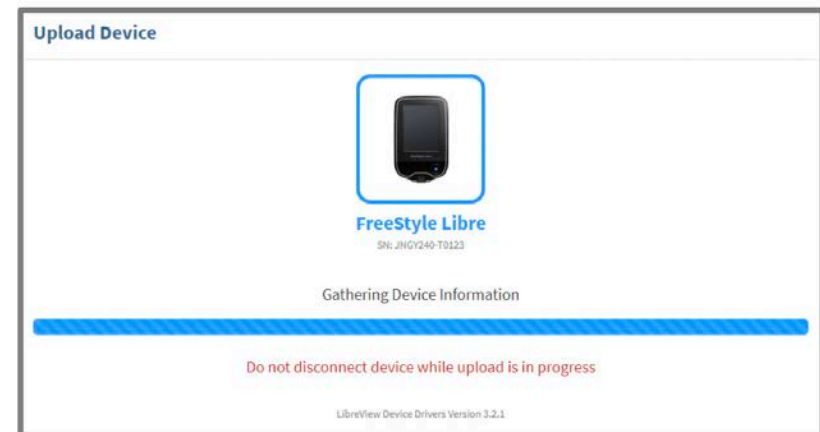 Upload Device
FreeStyle Libre
SN: JNGY240-T0123
Gathering Device Information
Do not disconnect device while upload is in progress
LibreView Device Drivers Version 3.2.1